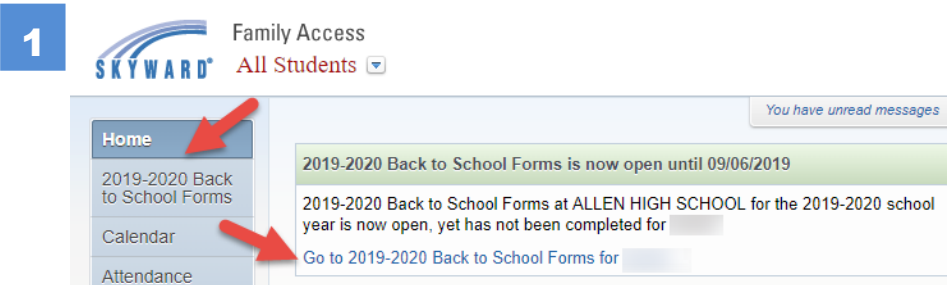 1
SKYWARD®
Family Access
All Students
You have unread messages
Home
2019-2020 Back
to School Forms
Calendar
Attendance
2019-2020 Back to School Forms is now open until 09/06/2019
2019-2020 Back to School Forms at ALLEN HIGH SCHOOL for the 2019-2020 school
year is now open, yet has not been completed for
Go to 2019-2020 Back to School Forms for